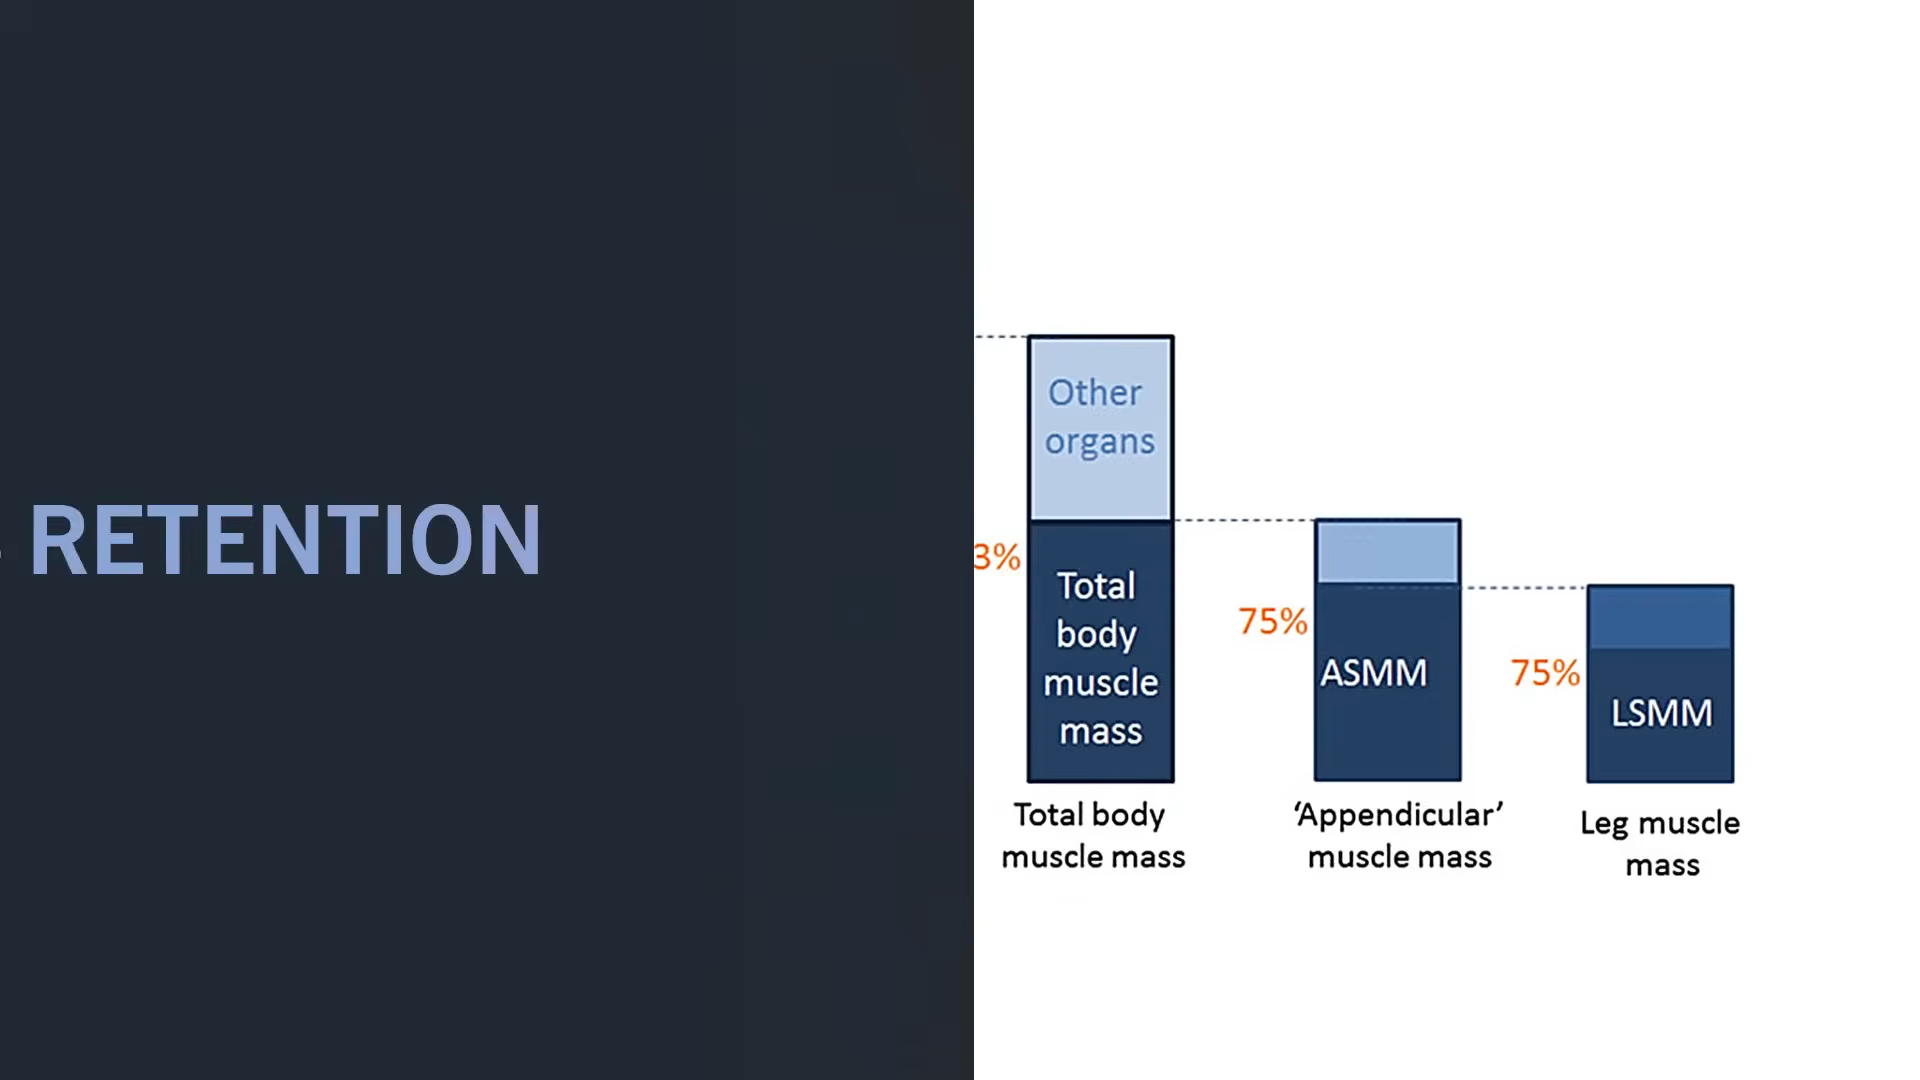 RETENTION
Other
organs
3%
Total
body
muscle
mass
75%
ASMM
75%
LSMM
Total body
muscle mass
‘Appendicular’
muscle mass
Leg muscle
mass